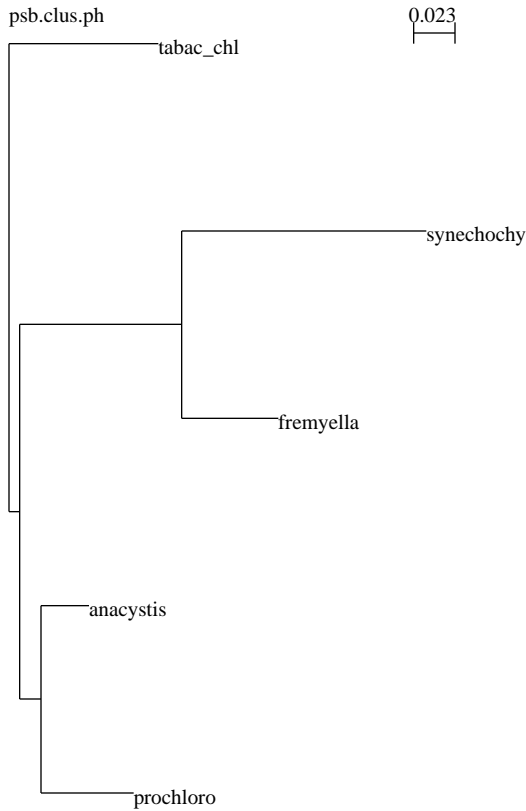 psb.clus.ph
0.023
tabac_chl
synechochy
fremyella
anacystis
prochloro